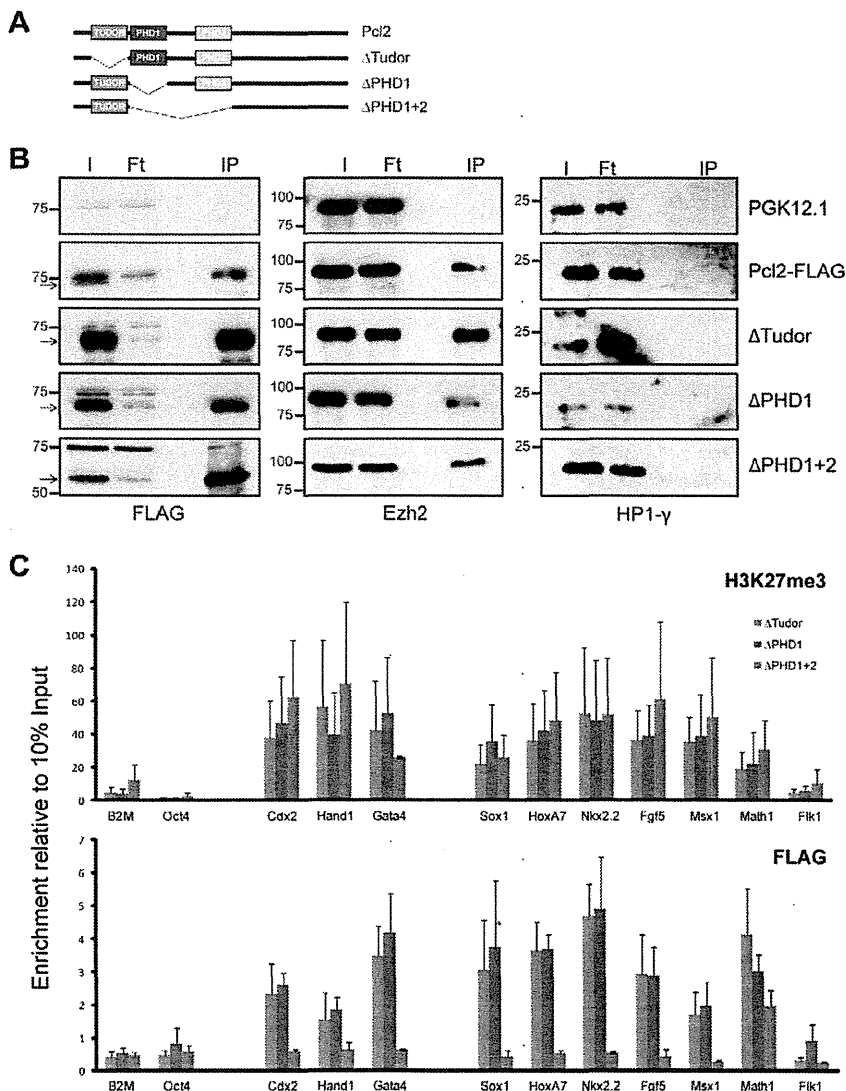 A
TUDOR PHD1 Pcl2
PHD1 ΔTudor
TUDOR ΔPHD1
TUDOR ΔPHD1+2
B
I Ft IP I Ft IP I Ft IP
75 100 75 25 PGK12.1
75 100 75 25 Pcl2-FLAG
75 100 75 25 ΔTudor
75 100 75 25 ΔPHD1
75 50 100 75 25 ΔPHD1+2
FLAG Ezh2 HP1-γ
C
Enrichment relative to 10% Input
H3K27me3
140
120
100
80
60
40
20
0
ΔTudor
ΔPHD1
ΔPHD1+2
B2M Oct4 Cdx2 Hand1 Gata4 Sox1 HoxA7 Nkx2.2 Fgf5 Msx1 Math1 Flk1
FLAG
7
6
5
4
3
2
1
0
B2M Oct4 Cdx2 Hand1 Gata4 Sox1 HoxA7 Nkx2.2 Fgf5 Msx1 Math1 Flk1